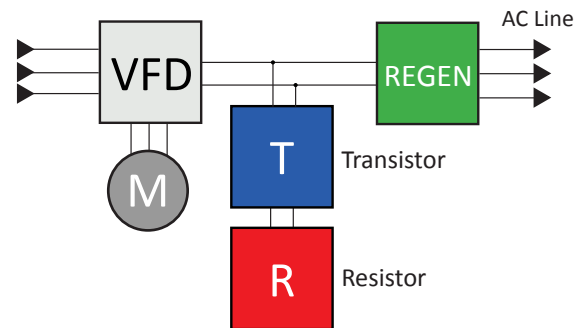 AC Line
VFD
REGEN
T
Transistor
M
R
Resistor